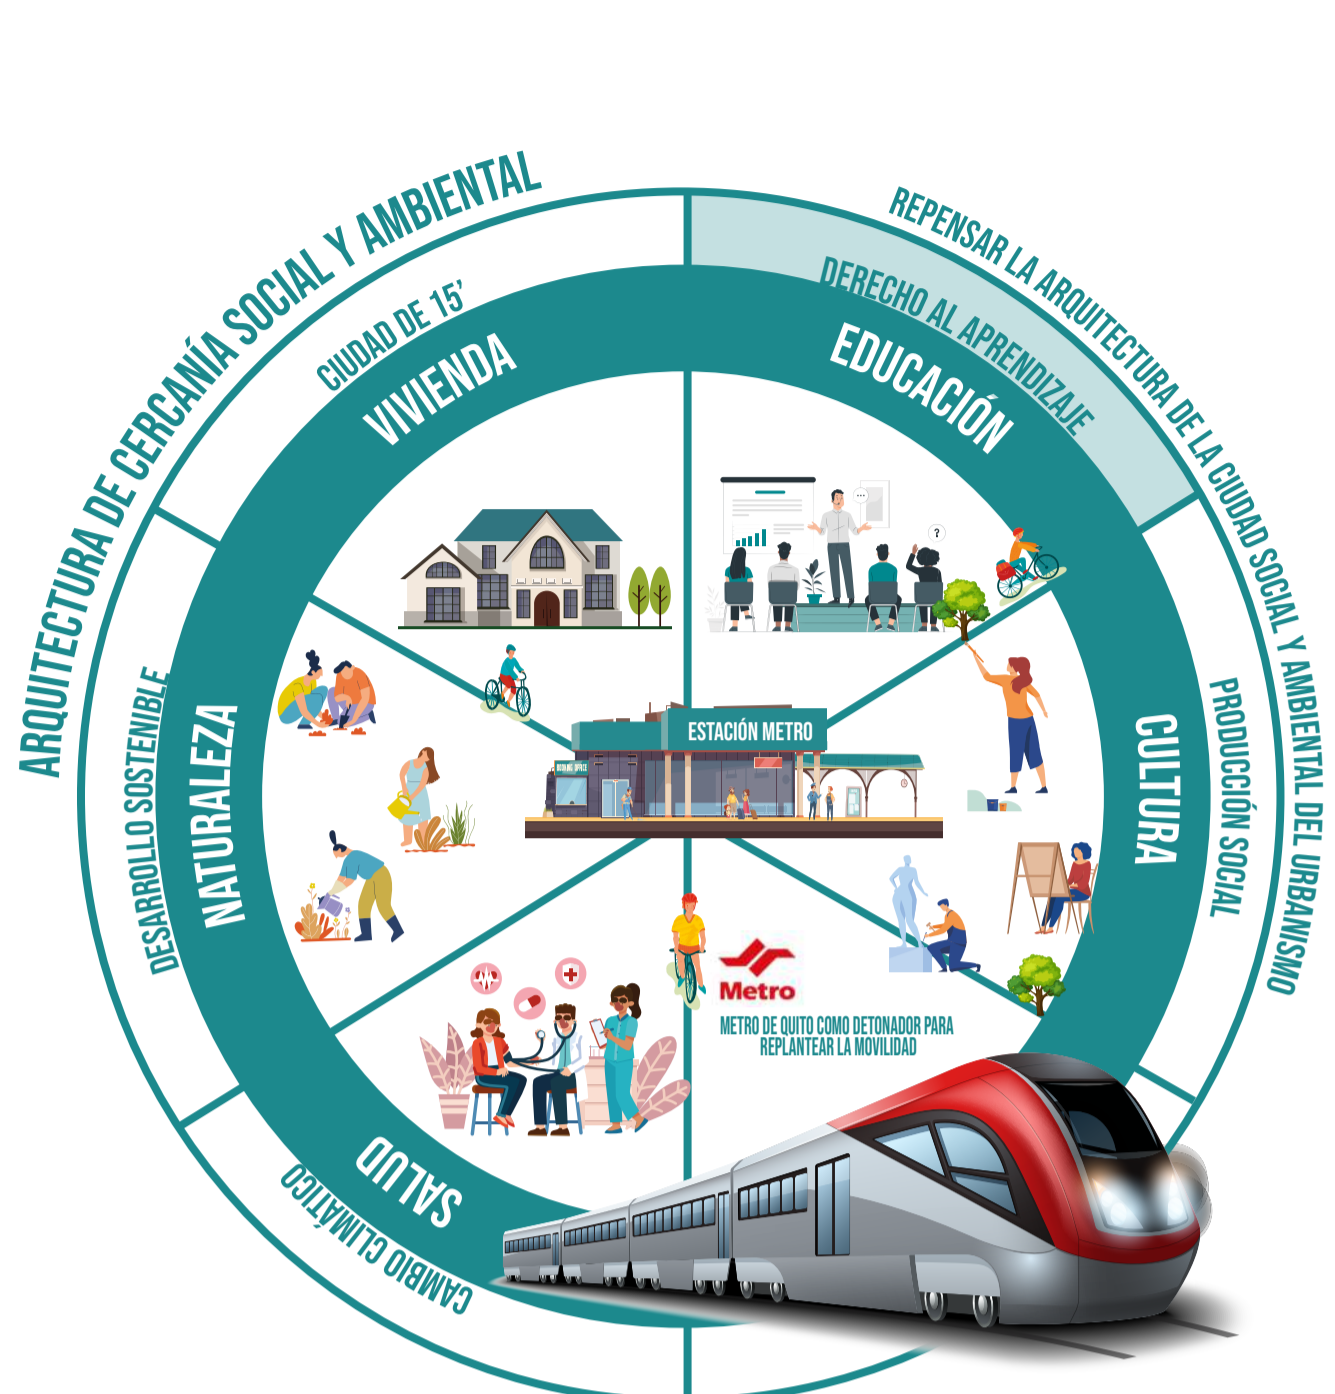 ARQUITECTURA DE CERCANÍA SOCIAL Y AMBIENTAL
REPENSAR LA ARQUITECTURA DE LA CIUDAD SOCIAL Y AMBIENTAL DEL URBANISMO
CIUDAD DE 15'
VIVIENDA
DERECHO AL APRENDIZAJE
EDUCACIÓN
?
DESARROLLO SOSTENIBLE
NATURALEZA
ESTACIÓN METRO
BOOKING OFFICE
CULTURA
PRODUCCIÓN SOCIAL
Metro
METRO DE QUITO COMO DETONADOR PARA
REPLANTEAR LA MOVILIDAD
SALUD
CAMBIO CLIMÁTICO